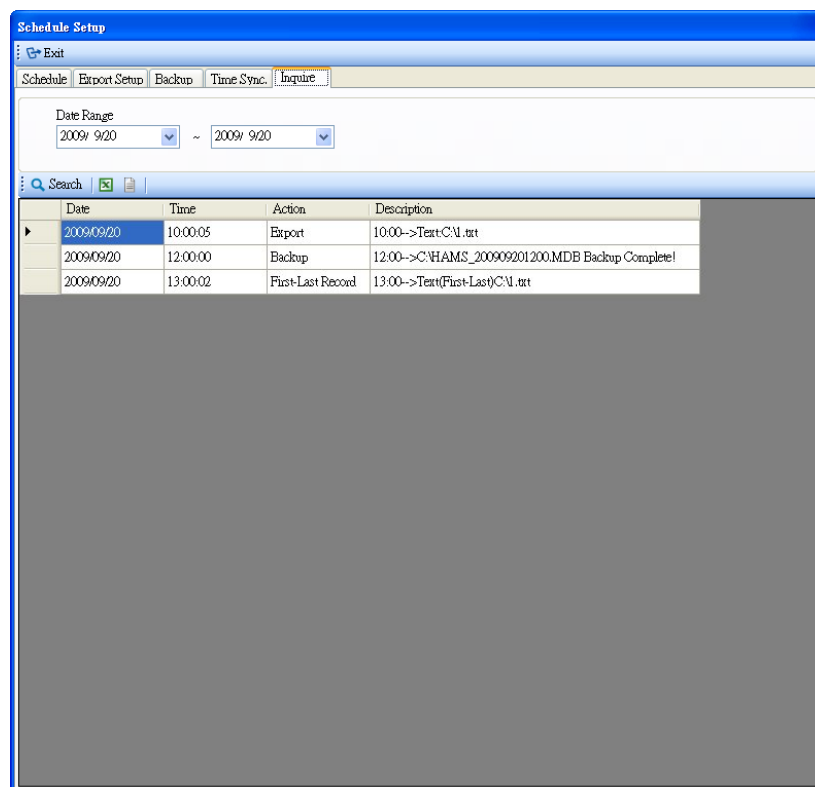 Schedule Setup
Exit
Schedule Export Setup Backup Time Sync. Inquire
Date Range
2009/ 9/20 ~ 2009/ 9/20
Search
Date Time Action Description
2009/09/20 10:00:05 Export 10:00-->Text:C:\1.txt
2009/09/20 12:00:00 Backup 12:00-->C:\HAMS_200909201200.MDB Backup Complete!
2009/09/20 13:00:02 First-Last Record 13:00-->Text(First-Last)C:\1.txt